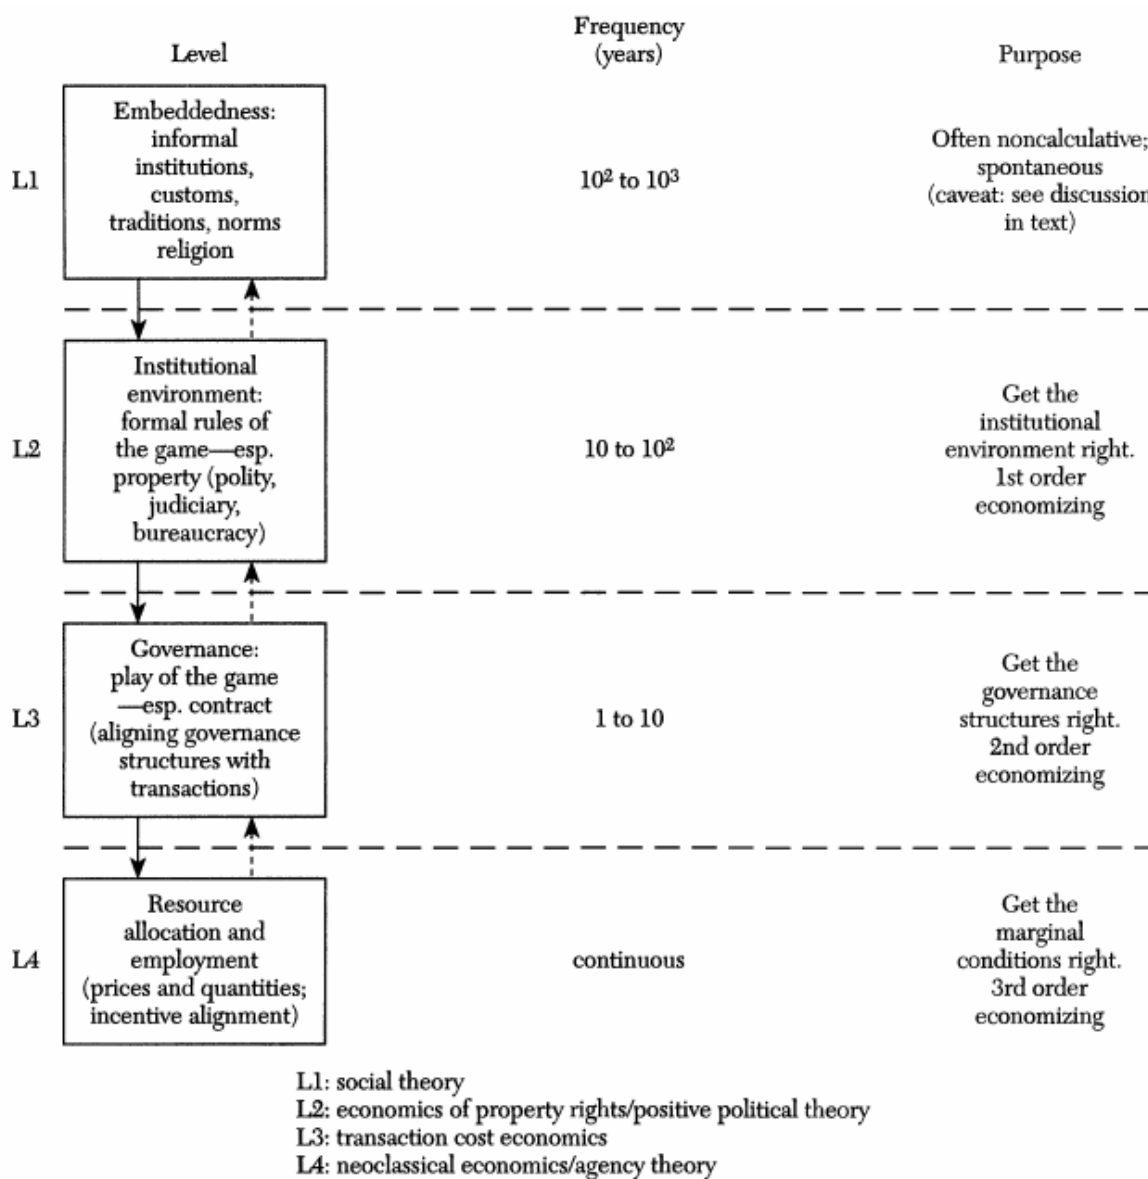 Level
Frequency
(years)
Purpose
L1
Embeddedness:
informal
institutions,
customs,
traditions, norms
religion
10² to 10³
Often noncalculative;
spontaneous
(caveat: see discussion
in text)
L2
Institutional
environment:
formal rules of
the game—esp.
property (polity,
judiciary,
bureaucracy)
10 to 10²
Get the
institutional
environment right.
1st order
economizing
L3
Governance:
play of the game
—esp. contract
(aligning governance
structures with
transactions)
1 to 10
Get the
governance
structures right.
2nd order
economizing
L4
Resource
allocation and
employment
(prices and quantities;
incentive alignment)
continuous
Get the
marginal
conditions right.
3rd order
economizing
L1: social theory
L2: economics of property rights/positive political theory
L3: transaction cost economics
L4: neoclassical economics/agency theory